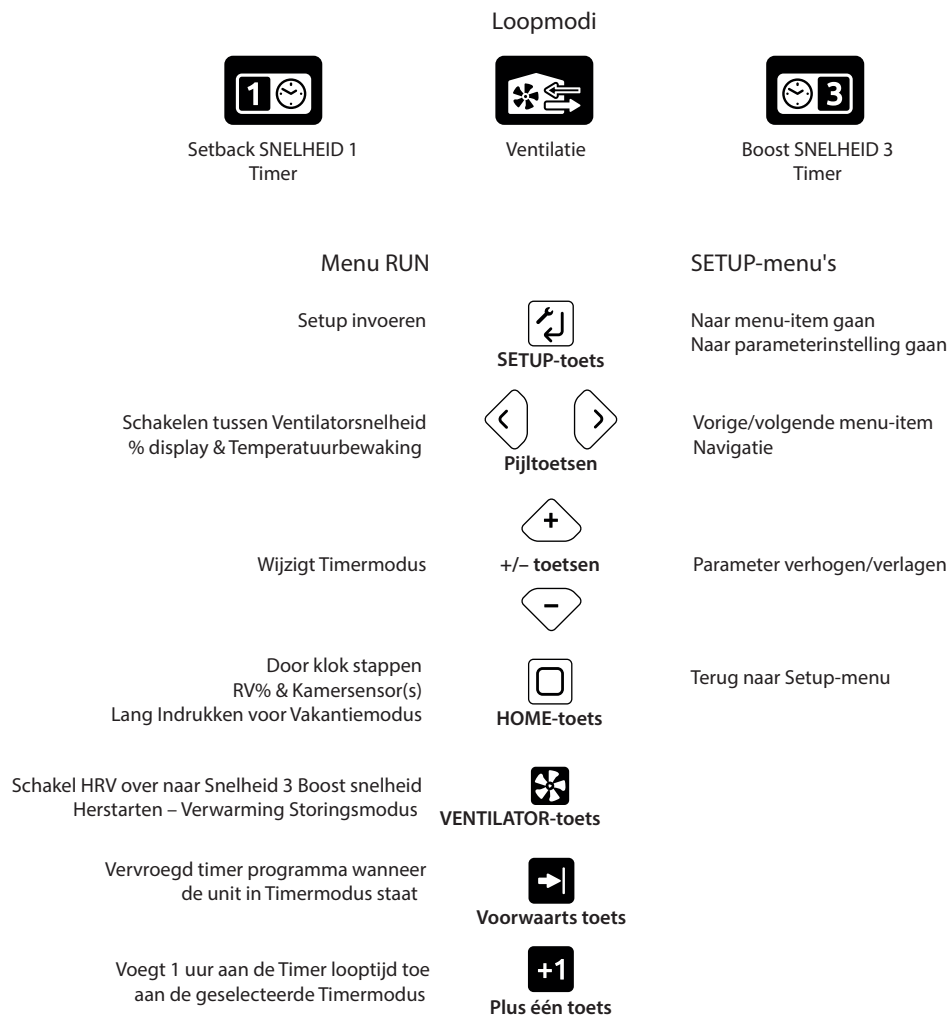 Loopmodi
1
3
Setback SNELHEID 1
Timer
Ventilatie
Boost SNELHEID 3
Timer
Menu RUN
SETUP-menu's
Setup invoeren
SETUP-toets
Naar menu-item gaan
Naar parameterinstelling gaan
Schakelen tussen Ventilatorsnelheid
% display & Temperatuurbewaking
Pijltoetsen
Vorige/volgende menu-item
Navigatie
+
Wijzigt Timermodus
+/– toetsen
Parameter verhogen/verlagen
–
Door klok stappen
RV% & Kamersensor(s)
Lang Indrukken voor Vakantiemodus
HOME-toets
Terug naar Setup-menu
Schakel HRV over naar Snelheid 3 Boost snelheid
Herstarten – Verwarming Storingsmodus
VENTILATOR-toets
Vervroegd timer programma wanneer
de unit in Timermodus staat
Voorwaarts toets
Voegt 1 uur aan de Timer looptijd toe
aan de geselecteerde Timermodus
+1
Plus één toets